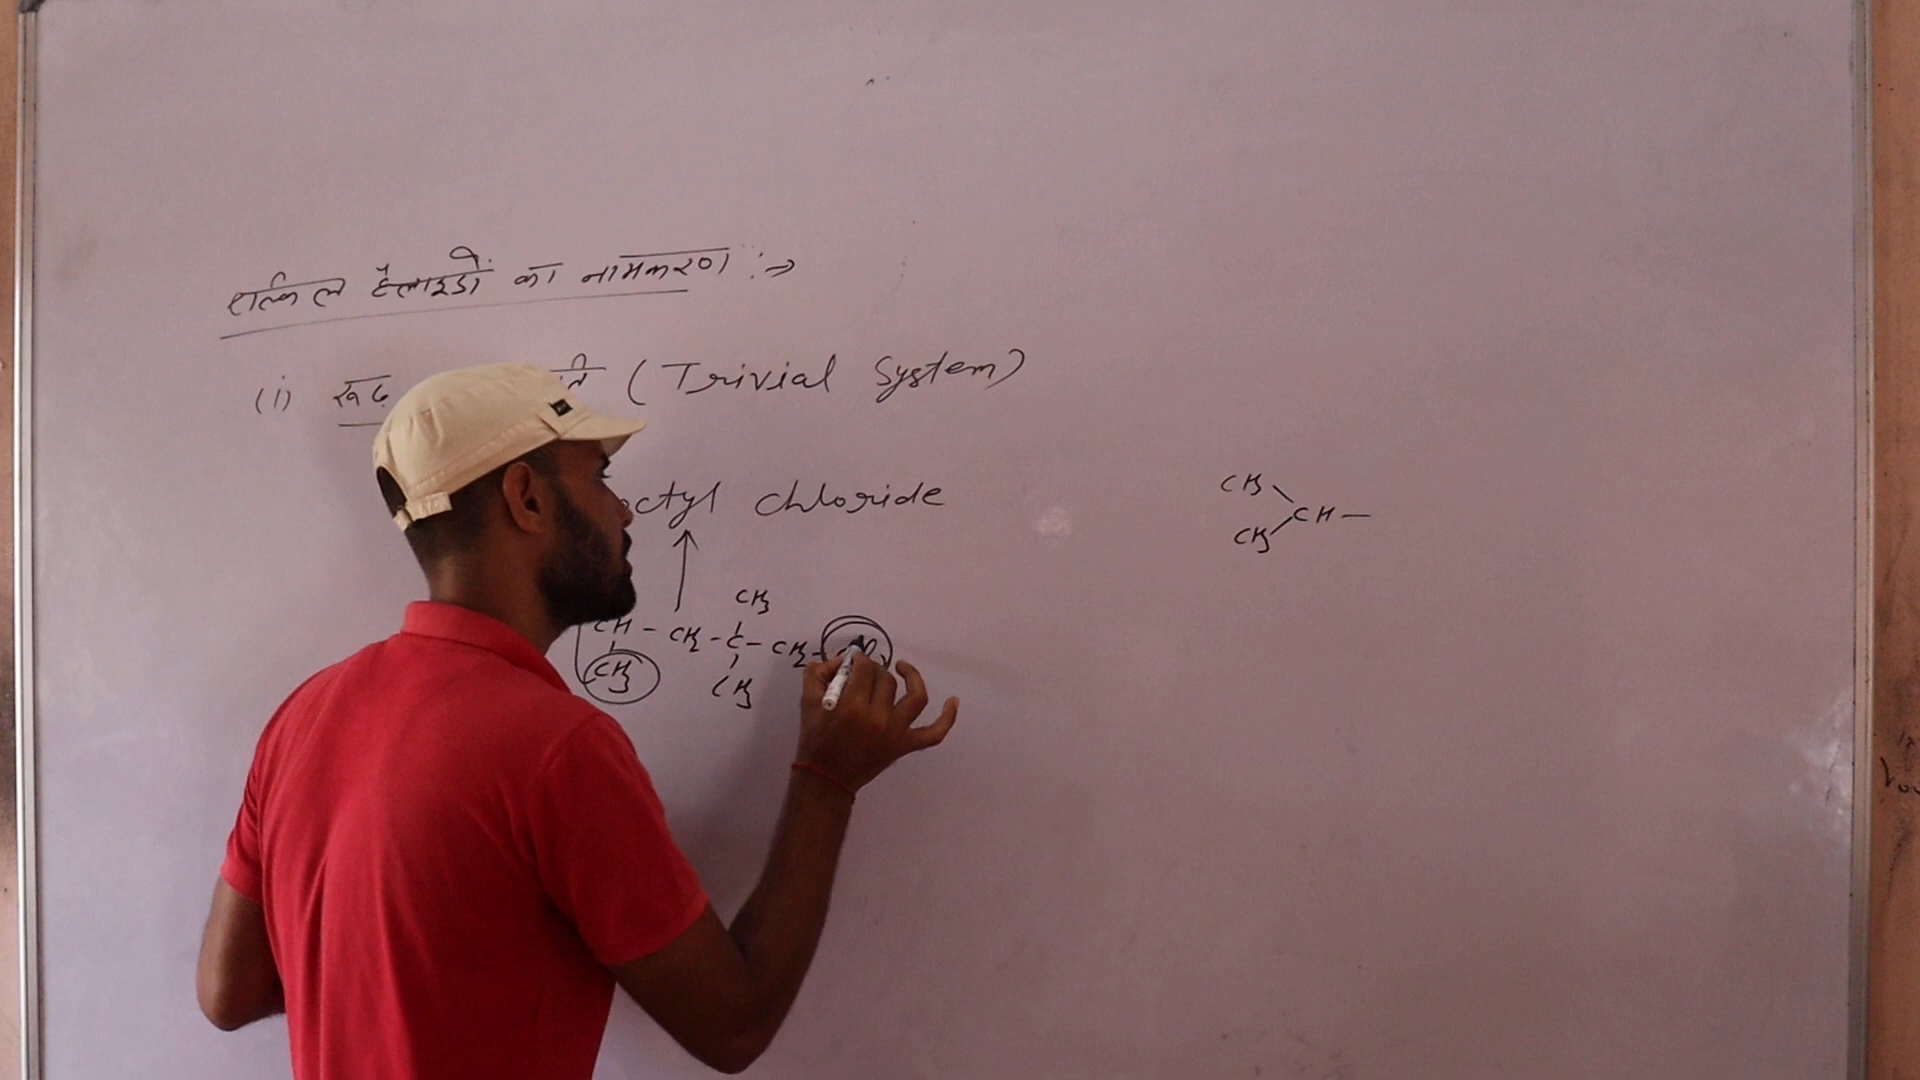 एल्किल हैलाइडों का नामकरण :→
(i) रूढ़ (Trivial System)
octyl chloride
CH3
CH3 CH —
CH3
CH - CH2 - C - CH2 -
CH3 CH3